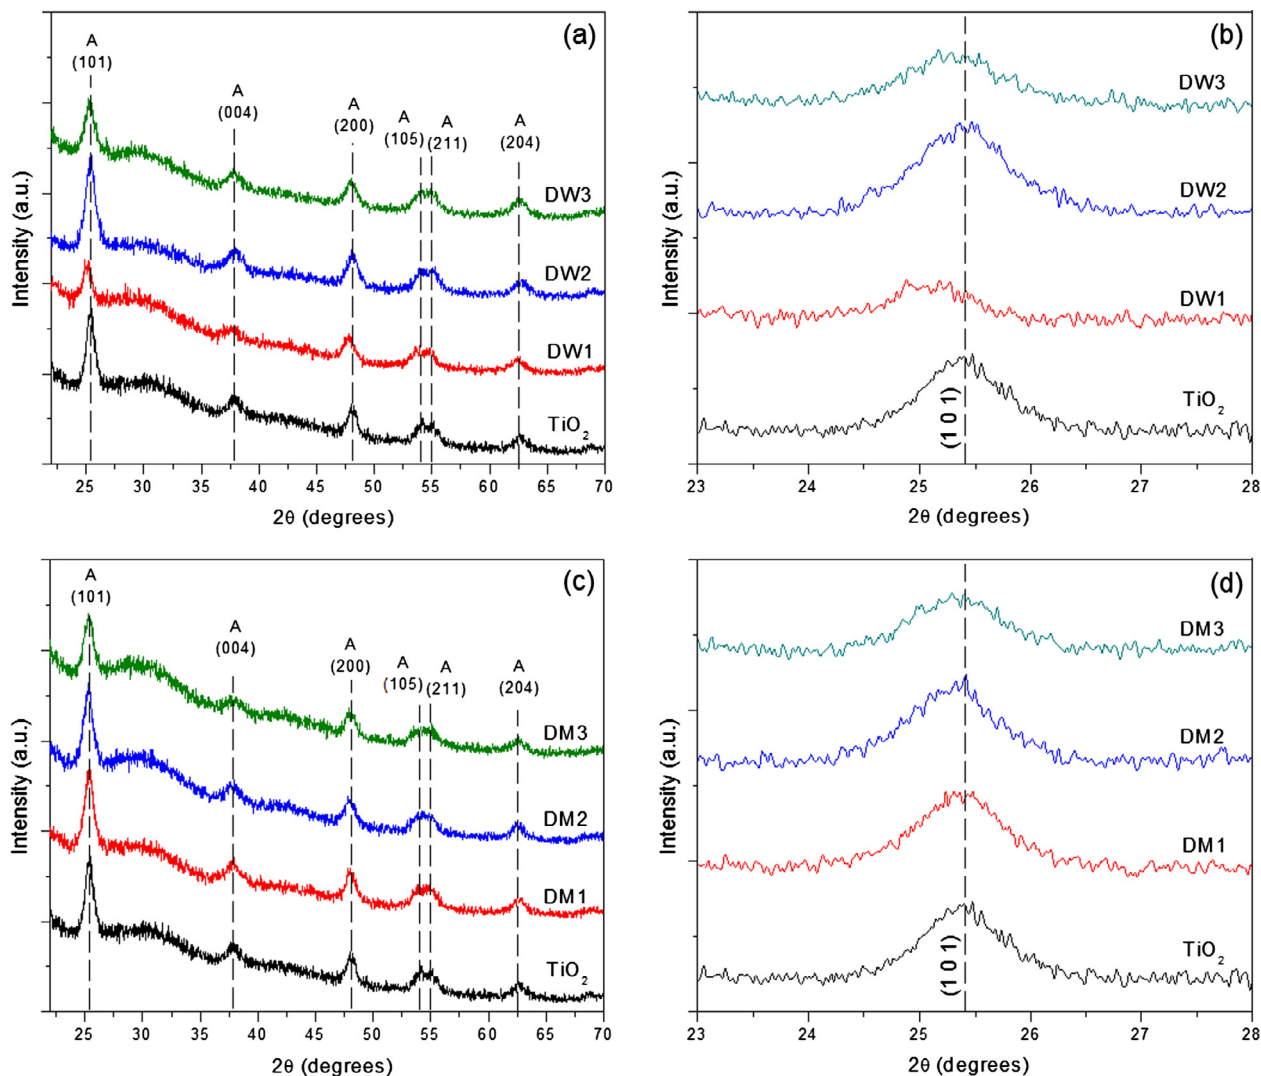 (a)
A
(101)
A
(004)
A
(200)
A
(105)
A
(211)
A
(204)
DW3
DW2
DW1
TiO2
Intensity (a.u.)
25 30 35 40 45 50 55 60 65 70
2θ (degrees)
(b)
DW3
DW2
DW1
TiO2
(1 0 1)
Intensity (a.u.)
23 24 25 26 27 28
2θ (degrees)
(c)
A
(101)
A
(004)
A
(200)
A
(105)
A
(211)
A
(204)
DM3
DM2
DM1
TiO2
Intensity (a.u.)
25 30 35 40 45 50 55 60 65 70
2θ (degrees)
(d)
DM3
DM2
DM1
TiO2
(1 0 1)
Intensity (a.u.)
23 24 25 26 27 28
2θ (degrees)